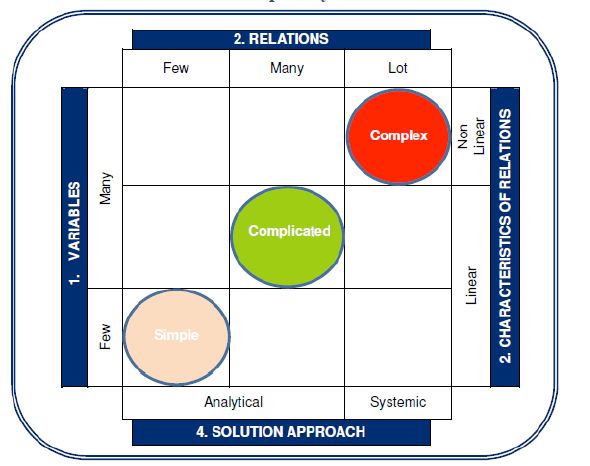 2. RELATIONS
Few
Many
Lot
1. VARIABLES
Many
Few
Complex
Complicated
Simple
Non
Linear
Linear
2. CHARACTERISTICS OF RELATIONS
Analytical
Systemic
4. SOLUTION APPROACH